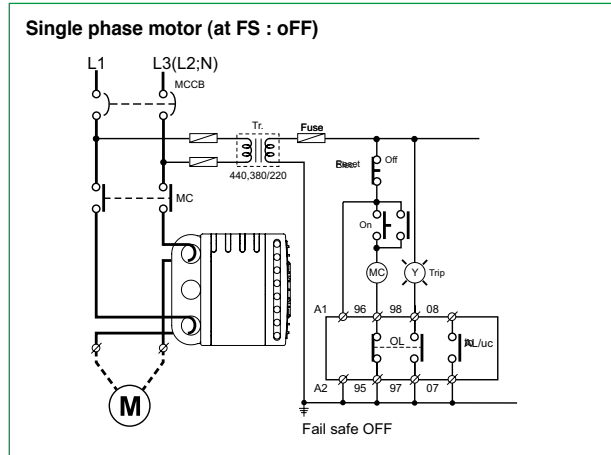 Single phase motor (at FS : oFF)
L1 L3(L2;N)
MCCB
Tr.
Fuse
440,380/220
Off
MC
On
MC Y Trip
A1 96 98 08
OL
AL/uc
A2 95 97 07
M
Fail safe OFF